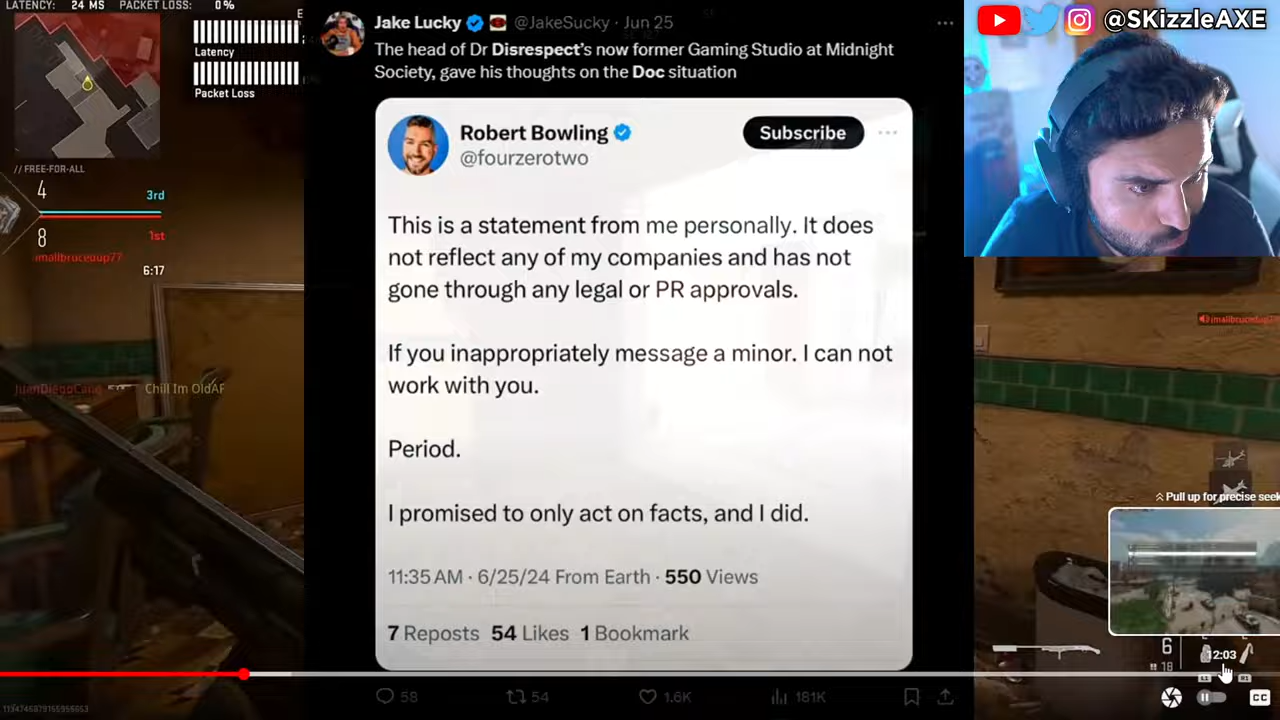 LATENCY: 24 MS PACKET LOSS: 0 %
Latency
Packet Loss
// FREE-FOR-ALL
4 3rd
8 1st
imallbruceuup77
6:17
Chill Im OldAF
Jake Lucky @JakeSucky · Jun 25
The head of Dr Disrespect's now former Gaming Studio at Midnight
Society, gave his thoughts on the Doc situation
Robert Bowling
@fourzerotwo
Subscribe
This is a statement from me personally. It does
not reflect any of my companies and has not
gone through any legal or PR approvals.
If you inappropriately message a minor. I can not
work with you.
Period.
I promised to only act on facts, and I did.
11:35 AM · 6/25/24 From Earth · 550 Views
7 Reposts 54 Likes 1 Bookmark
58 54 1.6K 181K
@SKizzleAXE
Pull up for precise seek
6
18
12:03
L1 R1
CC